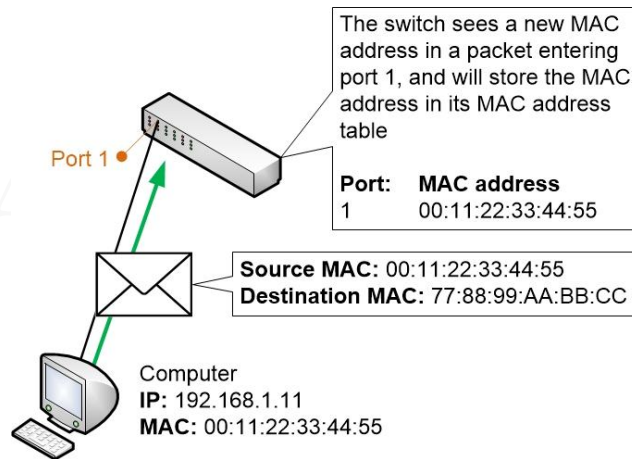 The switch sees a new MAC
address in a packet entering
port 1, and will store the MAC
address in its MAC address
table
Port: MAC address
1 00:11:22:33:44:55
Port 1
Source MAC: 00:11:22:33:44:55
Destination MAC: 77:88:99:AA:BB:CC
Computer
IP: 192.168.1.11
MAC: 00:11:22:33:44:55